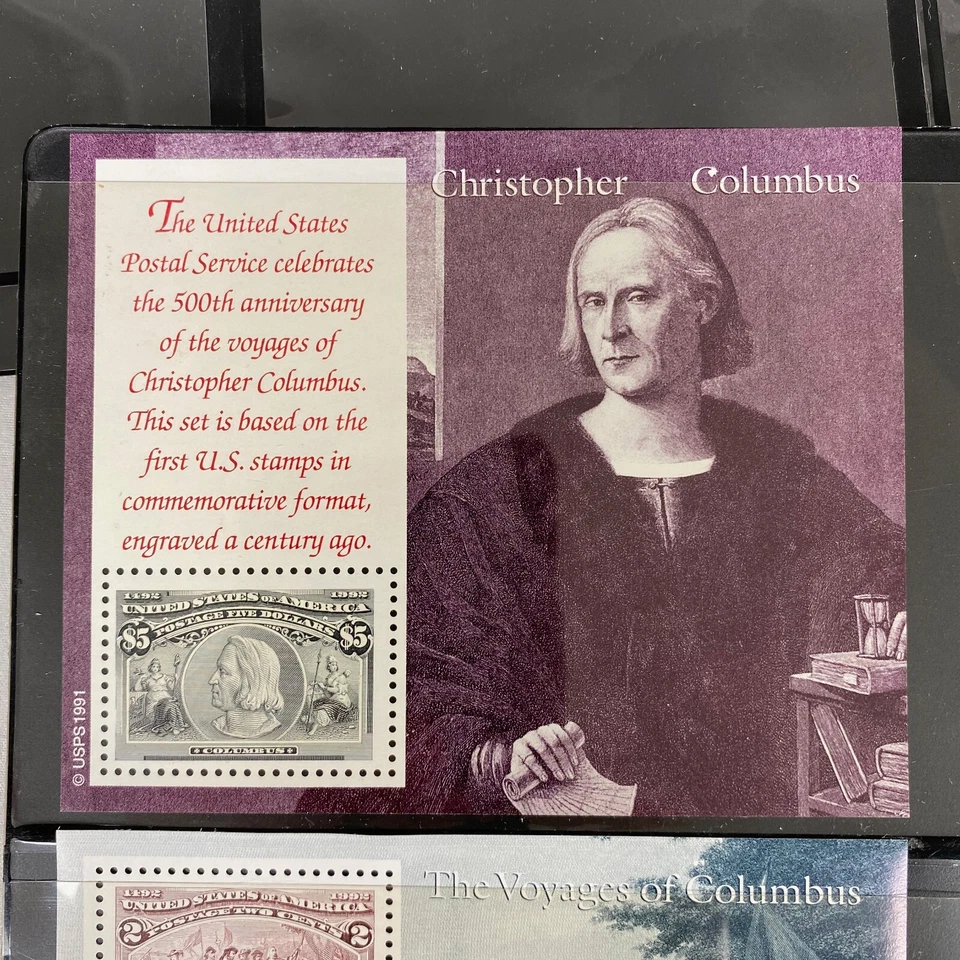 Christopher Columbus
The United States
Postal Service celebrates
the 500th anniversary
of the voyages of
Christopher Columbus.
This set is based on the
first U.S. stamps in
commemorative format,
engraved a century ago.
1492 1992
UNITED STATES OF AMERICA
POSTAGE FIVE DOLLARS
$5 $5
COLUMBUS
© USPS 1991
The Voyages of Columbus
1492 1992
UNITED STATES OF AMERICA
POSTAGE TWO CENTS
2 2